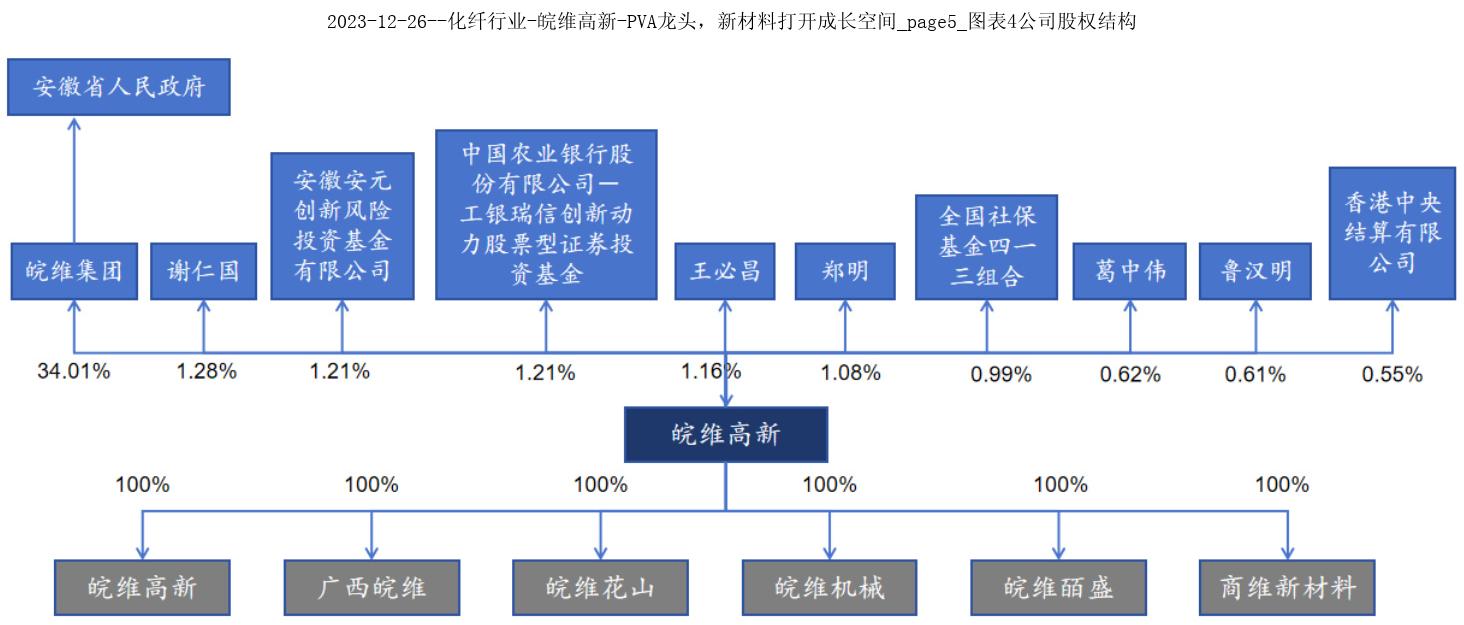 2023-12-26--化纤行业-皖维高新-PVA龙头，新材料打开成长空间_page5_图表4公司股权结构
安徽省人民政府
皖维集团
谢仁国
安徽安元
创新风险
投资基金
有限公司
中国农业银行股
份有限公司—
工银瑞信创新动
力股票型证券投
资基金
王必昌
郑明
全国社保
基金四一
三组合
葛中伟
鲁汉明
香港中央
结算有限
公司
34.01%
1.28%
1.21%
1.21%
1.16%
1.08%
0.99%
0.62%
0.61%
0.55%
皖维高新
100%
100%
100%
100%
100%
100%
皖维高新
广西皖维
皖维花山
皖维机械
皖维皕盛
商维新材料